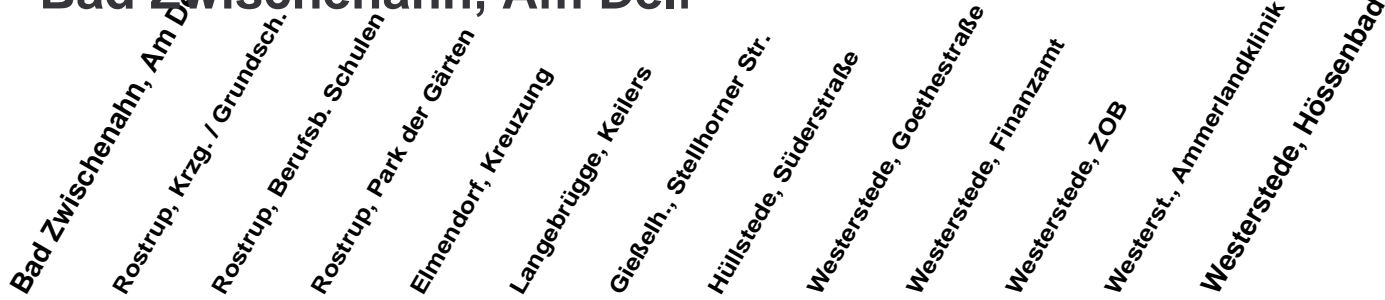 Bad Zwischenahn, Am
Bad Zwischenahn, Am
Rostrup, Krzg. / Grundsch.
Rostrup, Berufsb. Schulen
Rostrup, Park der Gärten
Elmendorf, Kreuzung
Langebrügge, Keilers
Gießelh., Stellhorner Str.
Hüllstede, Süderstraße
Westerstede, Goethestraße
Westerstede, Finanzamt
Westerstede, ZOB
Westerst., Ammerlandklinik
Westerstede, Hössenbad